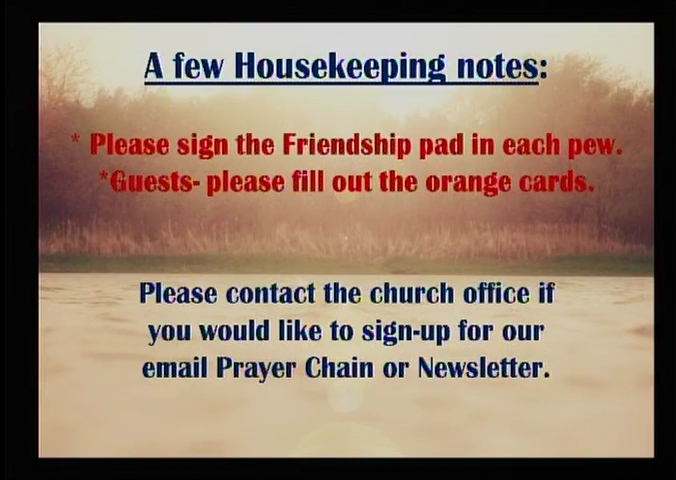 A few Housekeeping notes:
* Please sign the Friendship pad in each pew.
*Guests- please fill out the orange cards.
Please contact the church office if
you would like to sign-up for our
email Prayer Chain or Newsletter.